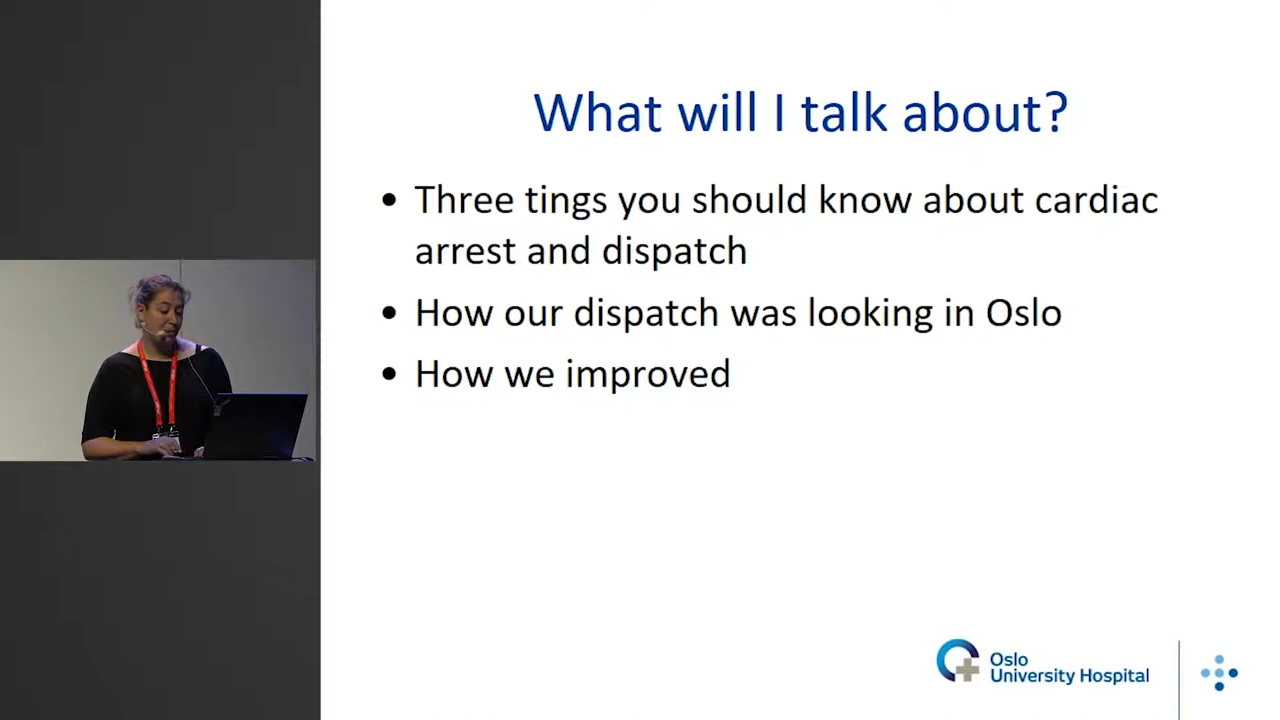 What will I talk about?
• Three tings you should know about cardiac
arrest and dispatch
• How our dispatch was looking in Oslo
• How we improved
Oslo
University Hospital